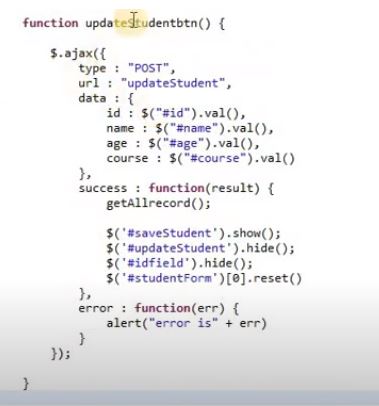 function updateStudentbtn() {
$.ajax({
type : "POST",
url : "updateStudent",
data : {
id : $("#id").val(),
name : $("#name").val(),
age : $("#age").val(),
course : $("#course").val()
},
success : function(result) {
getAllrecord();
$('#saveStudent').show();
$('#updateStudent').hide();
$('#idfield').hide();
$('#studentForm')[0].reset()
},
error : function(err) {
alert("error is" + err)
}
});
}